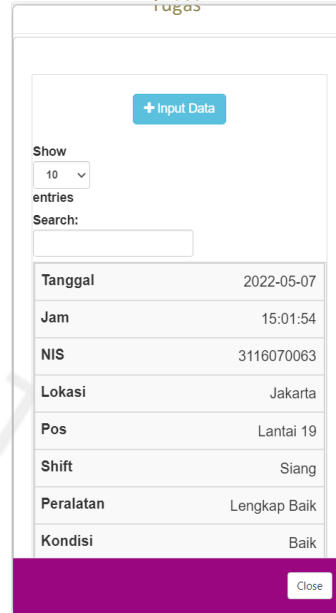 Tugas
+ Input Data
Show
10
entries
Search:
Tanggal 2022-05-07
Jam 15:01:54
NIS 3116070063
Lokasi Jakarta
Pos Lantai 19
Shift Siang
Peralatan Lengkap Baik
Kondisi Baik
Close